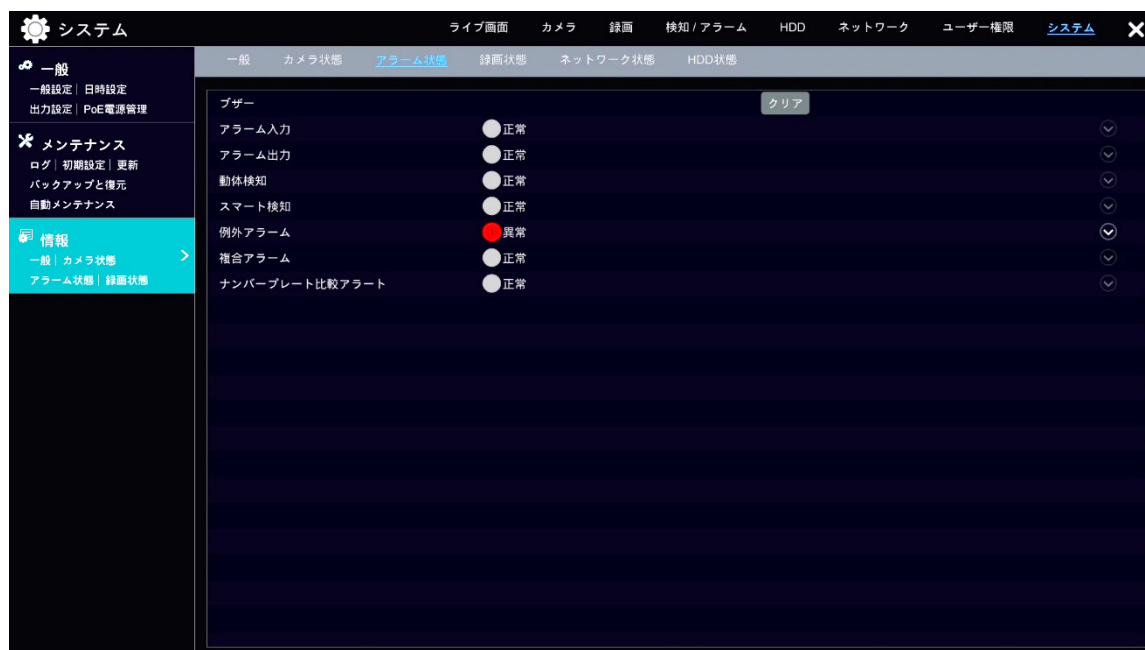 システム ライブ画面 カメラ 録画 検知 / アラーム HDD ネットワーク ユーザー権限 システム
一般 カメラ状態 アラーム状態 録画状態 ネットワーク状態 HDD状態
一般
一般設定 | 日時設定
出力設定 | PoE電源管理
メンテナンス
ログ | 初期設定 | 更新
バックアップと復元
自動メンテナンス
情報
一般 | カメラ状態
アラーム状態 | 録画状態
ブザー クリア
アラーム入力 正常
アラーム出力 正常
動体検知 正常
スマート検知 正常
例外アラーム 異常
複合アラーム 正常
ナンバープレート比較アラート 正常